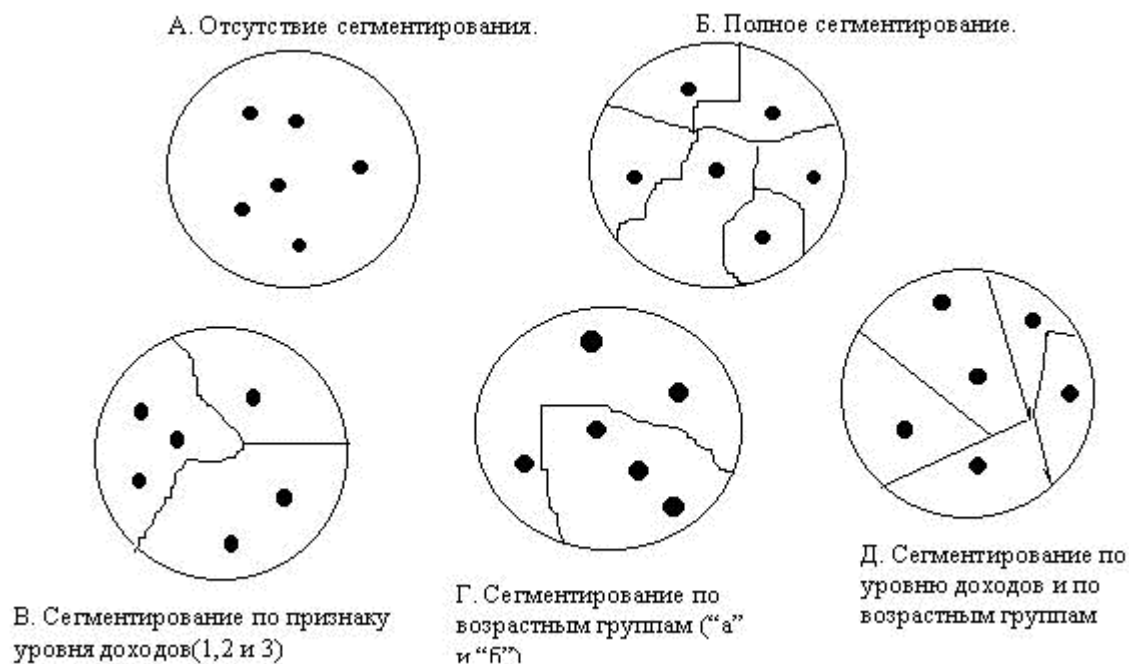 А. Отсутствие сегментирования.
Б. Полное сегментирование.
В. Сегментирование по признаку
уровня доходов(1,2 и 3)
Г. Сегментирование по
возрастным группам (“а”
и “б”)
Д. Сегментирование по
уровню доходов и по
возрастным группам